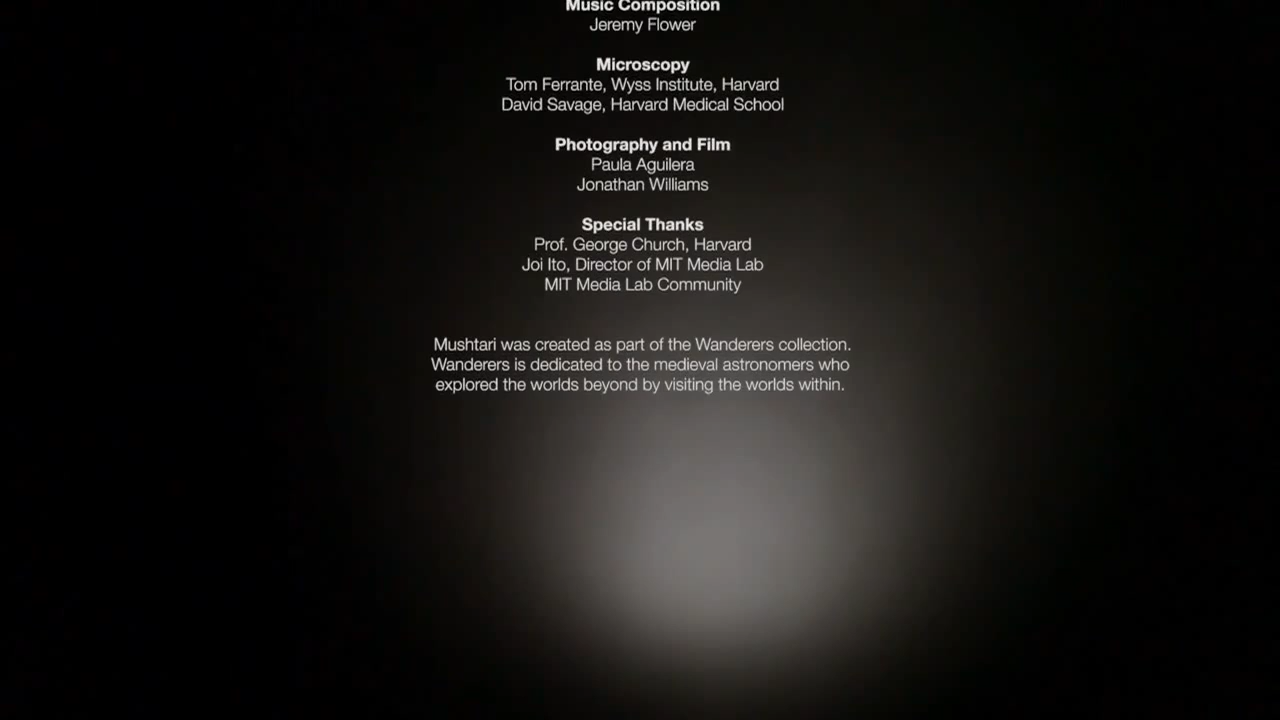 Music Composition
Jeremy Flower
Microscopy
Tom Ferrante, Wyss Institute, Harvard
David Savage, Harvard Medical School
Photography and Film
Paula Aguilera
Jonathan Williams
Special Thanks
Prof. George Church, Harvard
Joi Ito, Director of MIT Media Lab
MIT Media Lab Community
Mushtari was created as part of the Wanderers collection.
Wanderers is dedicated to the medieval astronomers who
explored the worlds beyond by visiting the worlds within.